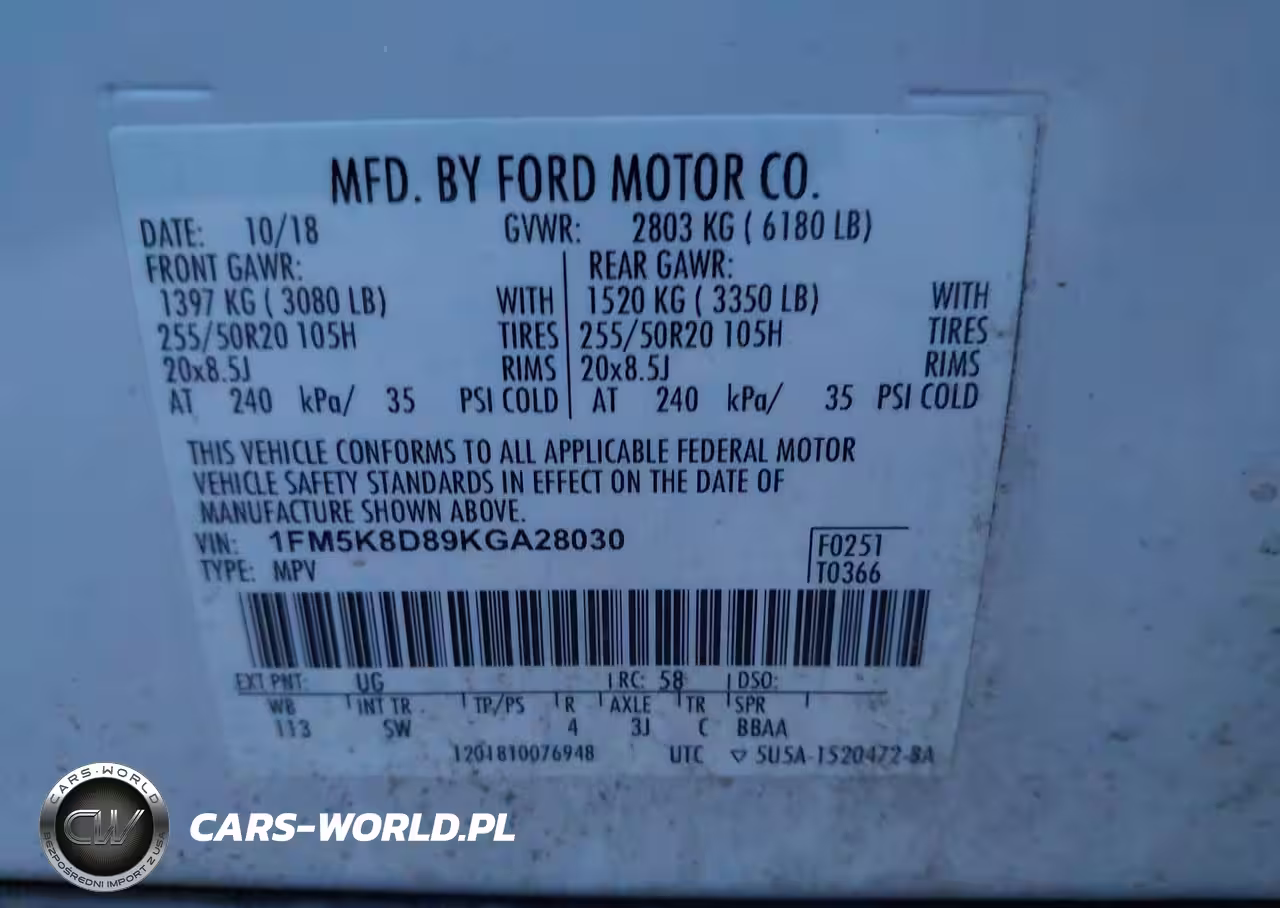 MFD. BY FORD MOTOR CO.
DATE: 10/18 GVWR: 2803 KG ( 6180 LB)
FRONT GAWR: REAR GAWR:
1397 KG ( 3080 LB) WITH 1520 KG ( 3350 LB) WITH
255/50R20 105H TIRES 255/50R20 105H TIRES
20x8.5J RIMS 20x8.5J RIMS
AT 240 kPa/ 35 PSI COLD AT 240 kPa/ 35 PSI COLD
THIS VEHICLE CONFORMS TO ALL APPLICABLE FEDERAL MOTOR
VEHICLE SAFETY STANDARDS IN EFFECT ON THE DATE OF
MANUFACTURE SHOWN ABOVE.
VIN: 1FM5K8D89KGA28030 F0251
TYPE: MPV T0366
EXT PNT: UG RC: 58 DSO:
WB INT TR TP/PS R AXLE TR SPR
113 SW 4 3J C BBAA
1201810076948 UTC ▽ 5U5A-1520472-BA
CARS-WORLD
CW
BEZPOŚREDNI IMPORT Z USA
CARS-WORLD.PL